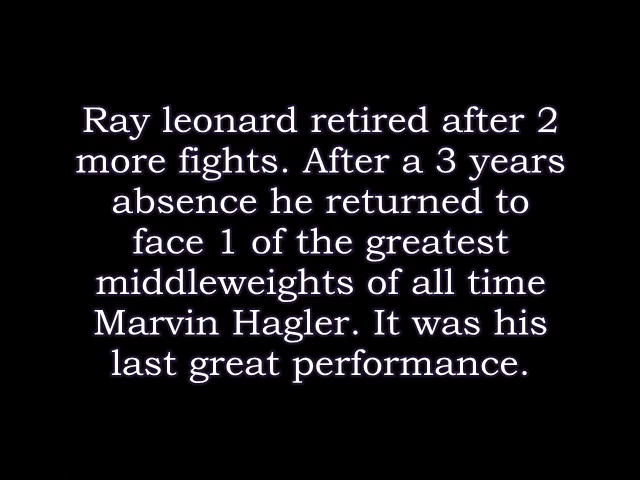 Ray leonard retired after 2
more fights. After a 3 years
absence he returned to
face 1 of the greatest
middleweights of all time
Marvin Hagler. It was his
last great performance.